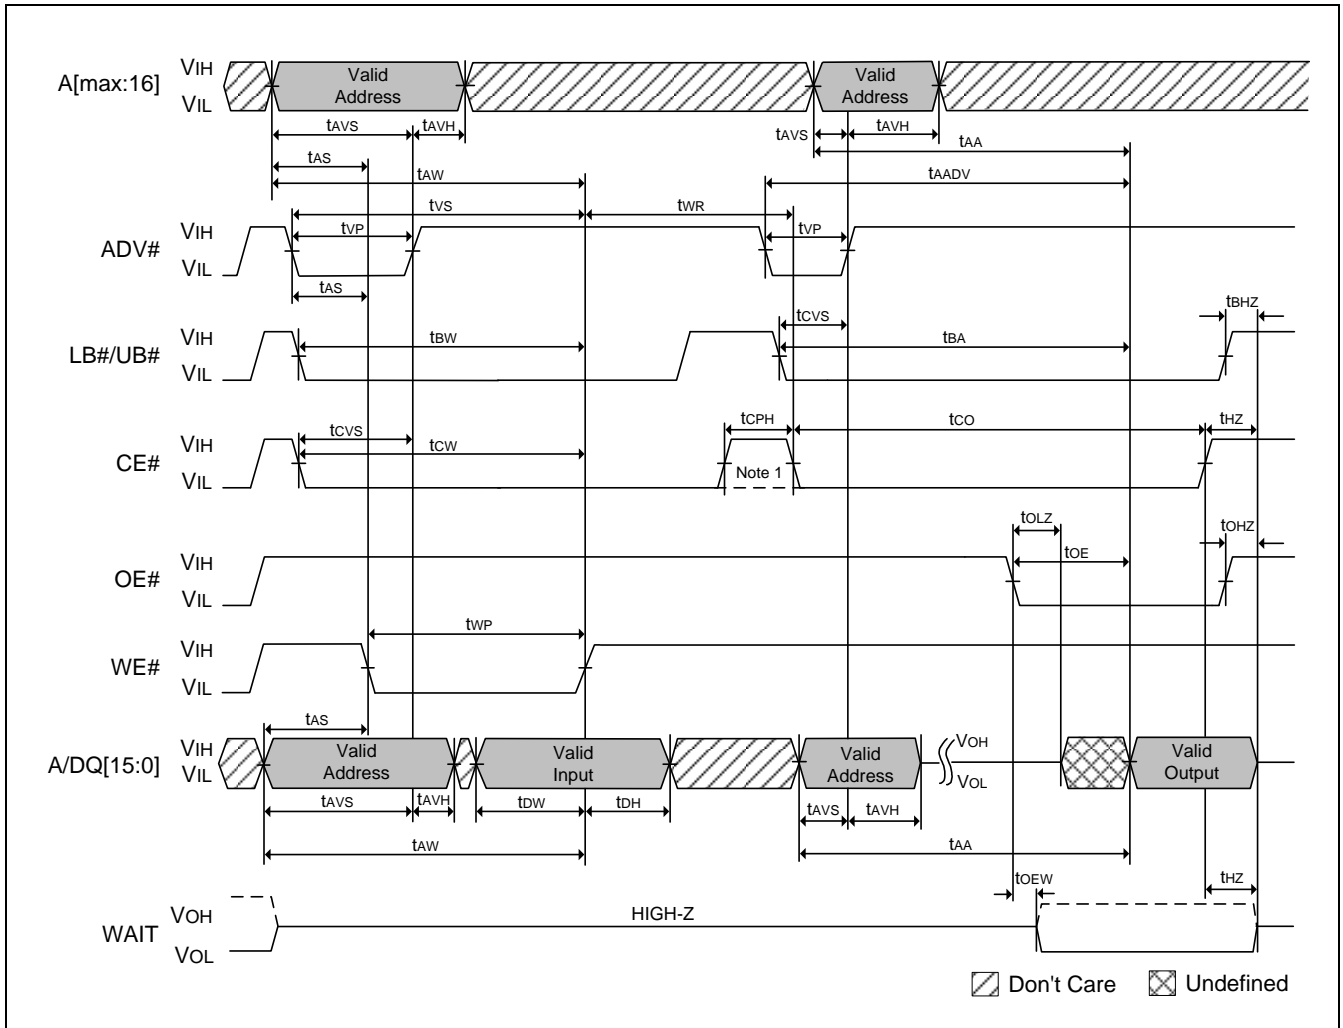 A[max:16]
VIH
VIL
Valid
Address
Valid
Address
tAVS
tAVH
tAVS
tAVH
tAS
tAA
tAW
tAADV
tVS
tWR
ADV#
VIH
VIL
tVP
tVP
tAS
tCVS
tBHZ
LB#/UB#
VIH
VIL
tBW
tBA
tCPH
tCO
tHZ
CE#
VIH
VIL
tCVS
tCW
Note 1
tOLZ
tOHZ
OE#
VIH
VIL
tOE
tWP
WE#
VIH
VIL
tAS
A/DQ[15:0]
VIH
VIL
Valid
Address
Valid
Input
Valid
Address
VOH
VOL
Valid
Output
tAVS
tAVH
tDW
tDH
tAVS
tAVH
tAW
tAA
tOEW
tHZ
WAIT
VOH
VOL
HIGH-Z
Don't Care
Undefined